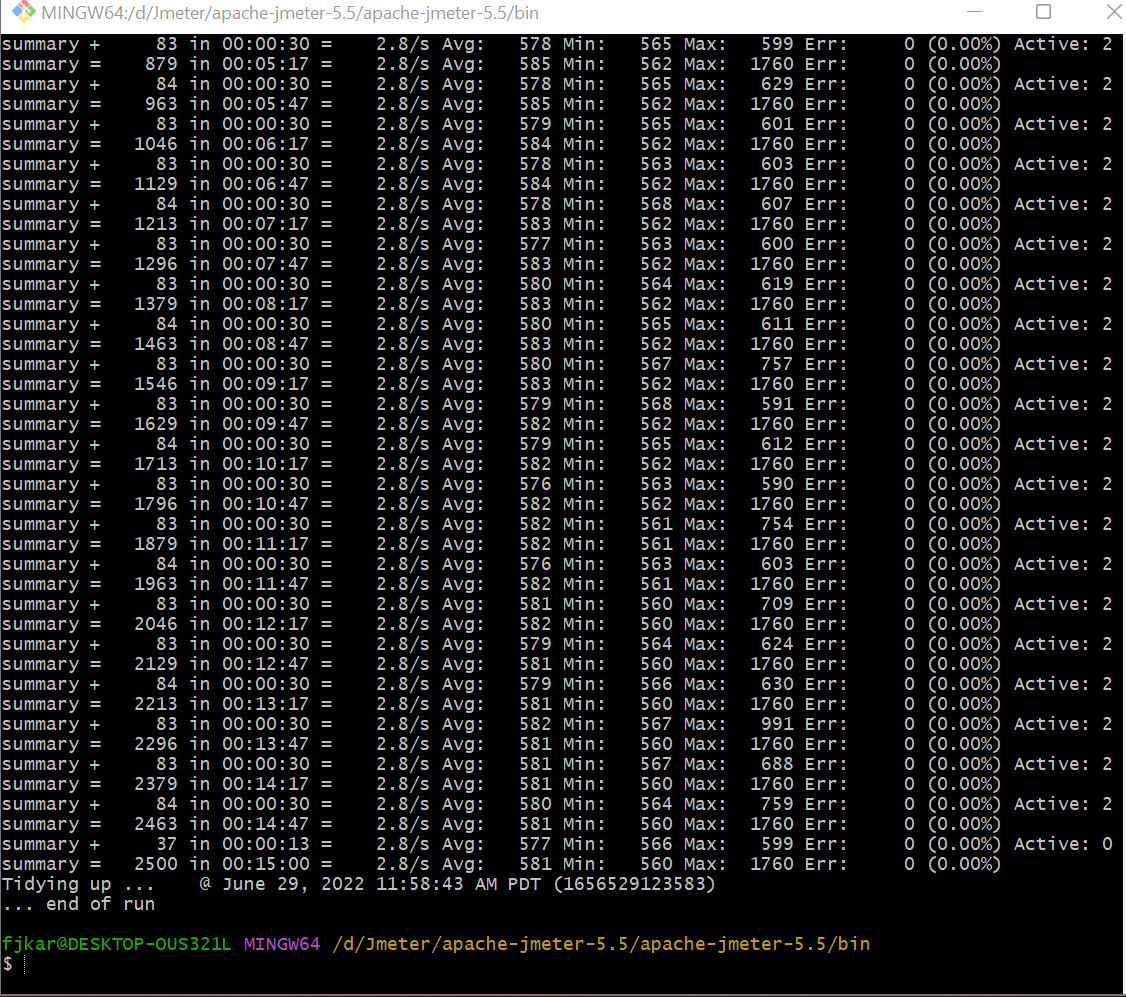 MINGW64:/d/Jmeter/apache-jmeter-5.5/apache-jmeter-5.5/bin
summary +     83 in 00:00:30 =    2.8/s Avg:   578 Min:   565 Max:   599 Err:     0 (0.00%) Active: 2
summary =    879 in 00:05:17 =    2.8/s Avg:   585 Min:   562 Max:  1760 Err:     0 (0.00%)
summary +     84 in 00:00:30 =    2.8/s Avg:   578 Min:   565 Max:   629 Err:     0 (0.00%) Active: 2
summary =    963 in 00:05:47 =    2.8/s Avg:   585 Min:   562 Max:  1760 Err:     0 (0.00%)
summary +     83 in 00:00:30 =    2.8/s Avg:   579 Min:   565 Max:   601 Err:     0 (0.00%) Active: 2
summary =   1046 in 00:06:17 =    2.8/s Avg:   584 Min:   562 Max:  1760 Err:     0 (0.00%)
summary +     83 in 00:00:30 =    2.8/s Avg:   578 Min:   563 Max:   603 Err:     0 (0.00%) Active: 2
summary =   1129 in 00:06:47 =    2.8/s Avg:   584 Min:   562 Max:  1760 Err:     0 (0.00%)
summary +     84 in 00:00:30 =    2.8/s Avg:   578 Min:   568 Max:   607 Err:     0 (0.00%) Active: 2
summary =   1213 in 00:07:17 =    2.8/s Avg:   583 Min:   562 Max:  1760 Err:     0 (0.00%)
summary +     83 in 00:00:30 =    2.8/s Avg:   577 Min:   563 Max:   600 Err:     0 (0.00%) Active: 2
summary =   1296 in 00:07:47 =    2.8/s Avg:   583 Min:   562 Max:  1760 Err:     0 (0.00%)
summary +     83 in 00:00:30 =    2.8/s Avg:   580 Min:   564 Max:   619 Err:     0 (0.00%) Active: 2
summary =   1379 in 00:08:17 =    2.8/s Avg:   583 Min:   562 Max:  1760 Err:     0 (0.00%)
summary +     84 in 00:00:30 =    2.8/s Avg:   580 Min:   565 Max:   611 Err:     0 (0.00%) Active: 2
summary =   1463 in 00:08:47 =    2.8/s Avg:   583 Min:   562 Max:  1760 Err:     0 (0.00%)
summary +     83 in 00:00:30 =    2.8/s Avg:   580 Min:   567 Max:   757 Err:     0 (0.00%) Active: 2
summary =   1546 in 00:09:17 =    2.8/s Avg:   583 Min:   562 Max:  1760 Err:     0 (0.00%)
summary +     83 in 00:00:30 =    2.8/s Avg:   579 Min:   568 Max:   591 Err:     0 (0.00%) Active: 2
summary =   1629 in 00:09:47 =    2.8/s Avg:   582 Min:   562 Max:  1760 Err:     0 (0.00%)
summary +     84 in 00:00:30 =    2.8/s Avg:   579 Min:   565 Max:   612 Err:     0 (0.00%) Active: 2
summary =   1713 in 00:10:17 =    2.8/s Avg:   582 Min:   562 Max:  1760 Err:     0 (0.00%)
summary +     83 in 00:00:30 =    2.8/s Avg:   576 Min:   563 Max:   590 Err:     0 (0.00%) Active: 2
summary =   1796 in 00:10:47 =    2.8/s Avg:   582 Min:   562 Max:  1760 Err:     0 (0.00%)
summary +     83 in 00:00:30 =    2.8/s Avg:   582 Min:   561 Max:   754 Err:     0 (0.00%) Active: 2
summary =   1879 in 00:11:17 =    2.8/s Avg:   582 Min:   561 Max:  1760 Err:     0 (0.00%)
summary +     84 in 00:00:30 =    2.8/s Avg:   576 Min:   563 Max:   603 Err:     0 (0.00%) Active: 2
summary =   1963 in 00:11:47 =    2.8/s Avg:   582 Min:   561 Max:  1760 Err:     0 (0.00%)
summary +     83 in 00:00:30 =    2.8/s Avg:   581 Min:   560 Max:   709 Err:     0 (0.00%) Active: 2
summary =   2046 in 00:12:17 =    2.8/s Avg:   582 Min:   560 Max:  1760 Err:     0 (0.00%)
summary +     83 in 00:00:30 =    2.8/s Avg:   579 Min:   564 Max:   624 Err:     0 (0.00%) Active: 2
summary =   2129 in 00:12:47 =    2.8/s Avg:   581 Min:   560 Max:  1760 Err:     0 (0.00%)
summary +     84 in 00:00:30 =    2.8/s Avg:   579 Min:   566 Max:   630 Err:     0 (0.00%) Active: 2
summary =   2213 in 00:13:17 =    2.8/s Avg:   581 Min:   560 Max:  1760 Err:     0 (0.00%)
summary +     83 in 00:00:30 =    2.8/s Avg:   582 Min:   567 Max:   991 Err:     0 (0.00%) Active: 2
summary =   2296 in 00:13:47 =    2.8/s Avg:   581 Min:   560 Max:  1760 Err:     0 (0.00%)
summary +     83 in 00:00:30 =    2.8/s Avg:   581 Min:   567 Max:   688 Err:     0 (0.00%) Active: 2
summary =   2379 in 00:14:17 =    2.8/s Avg:   581 Min:   560 Max:  1760 Err:     0 (0.00%)
summary +     84 in 00:00:30 =    2.8/s Avg:   580 Min:   564 Max:   759 Err:     0 (0.00%) Active: 2
summary =   2463 in 00:14:47 =    2.8/s Avg:   581 Min:   560 Max:  1760 Err:     0 (0.00%)
summary +     37 in 00:00:13 =    2.8/s Avg:   577 Min:   566 Max:   599 Err:     0 (0.00%) Active: 0
summary =   2500 in 00:15:00 =    2.8/s Avg:   581 Min:   560 Max:  1760 Err:     0 (0.00%)
Tidying up ...    @ June 29, 2022 11:58:43 AM PDT (1656529123583)
... end of run
fjkar@DESKTOP-OUS321L MINGW64 /d/Jmeter/apache-jmeter-5.5/apache-jmeter-5.5/bin
$